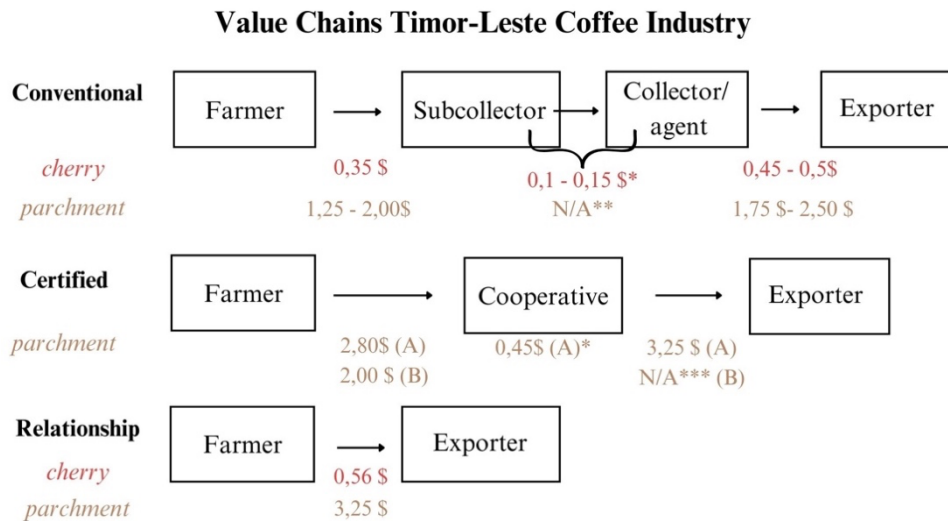 Value Chains Timor-Leste Coffee Industry
Conventional
Farmer
Subcollector
Collector/
agent
Exporter
cherry
0,35 $
0,1 - 0,15 $*
0,45 - 0,5$
parchment
1,25 - 2,00$
N/A**
1,75 $- 2,50 $
Certified
Farmer
Cooperative
Exporter
parchment
2,80$ (A)
0,45$ (A)*
3,25 $ (A)
2,00 $ (B)
N/A*** (B)
Relationship
Farmer
Exporter
cherry
0,56 $
parchment
3,25 $